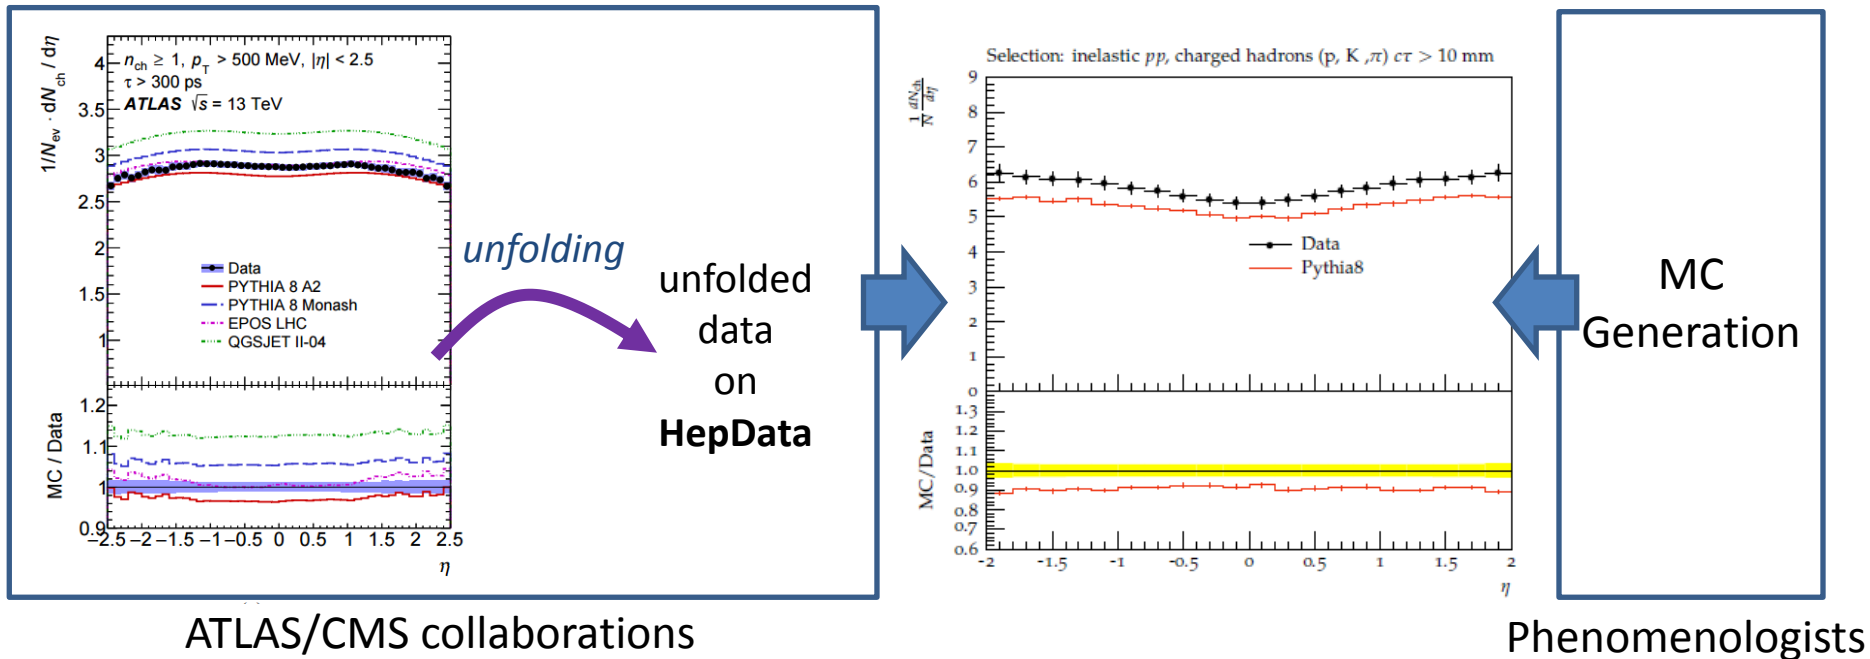 n_ch ≥ 1, p_T > 500 MeV, |η| < 2.5
τ > 300 ps
ATLAS √s = 13 TeV
1/N_ev · dN_ch / dη
4
3.5
3
2.5
2
1.5
1
Data
PYTHIA 8 A2
PYTHIA 8 Monash
EPOS LHC
QGSJET II-04
MC / Data
1.2
1.1
1
0.9
−2.5 −2 −1.5 −1 −0.5 0 0.5 1 1.5 2 2.5
η
unfolding
unfolded
data
on
HepData
ATLAS/CMS collaborations
Selection: inelastic pp, charged hadrons (p, K ,π) cτ > 10 mm
1/N dN_ch/dη
9
8
7
6
5
4
3
2
1
0
Data
Pythia8
MC/Data
1.3
1.2
1.1
1.0
0.9
0.8
0.7
0.6
-2 -1.5 -1 -0.5 0 0.5 1 1.5 2
η
MC
Generation
Phenomenologists